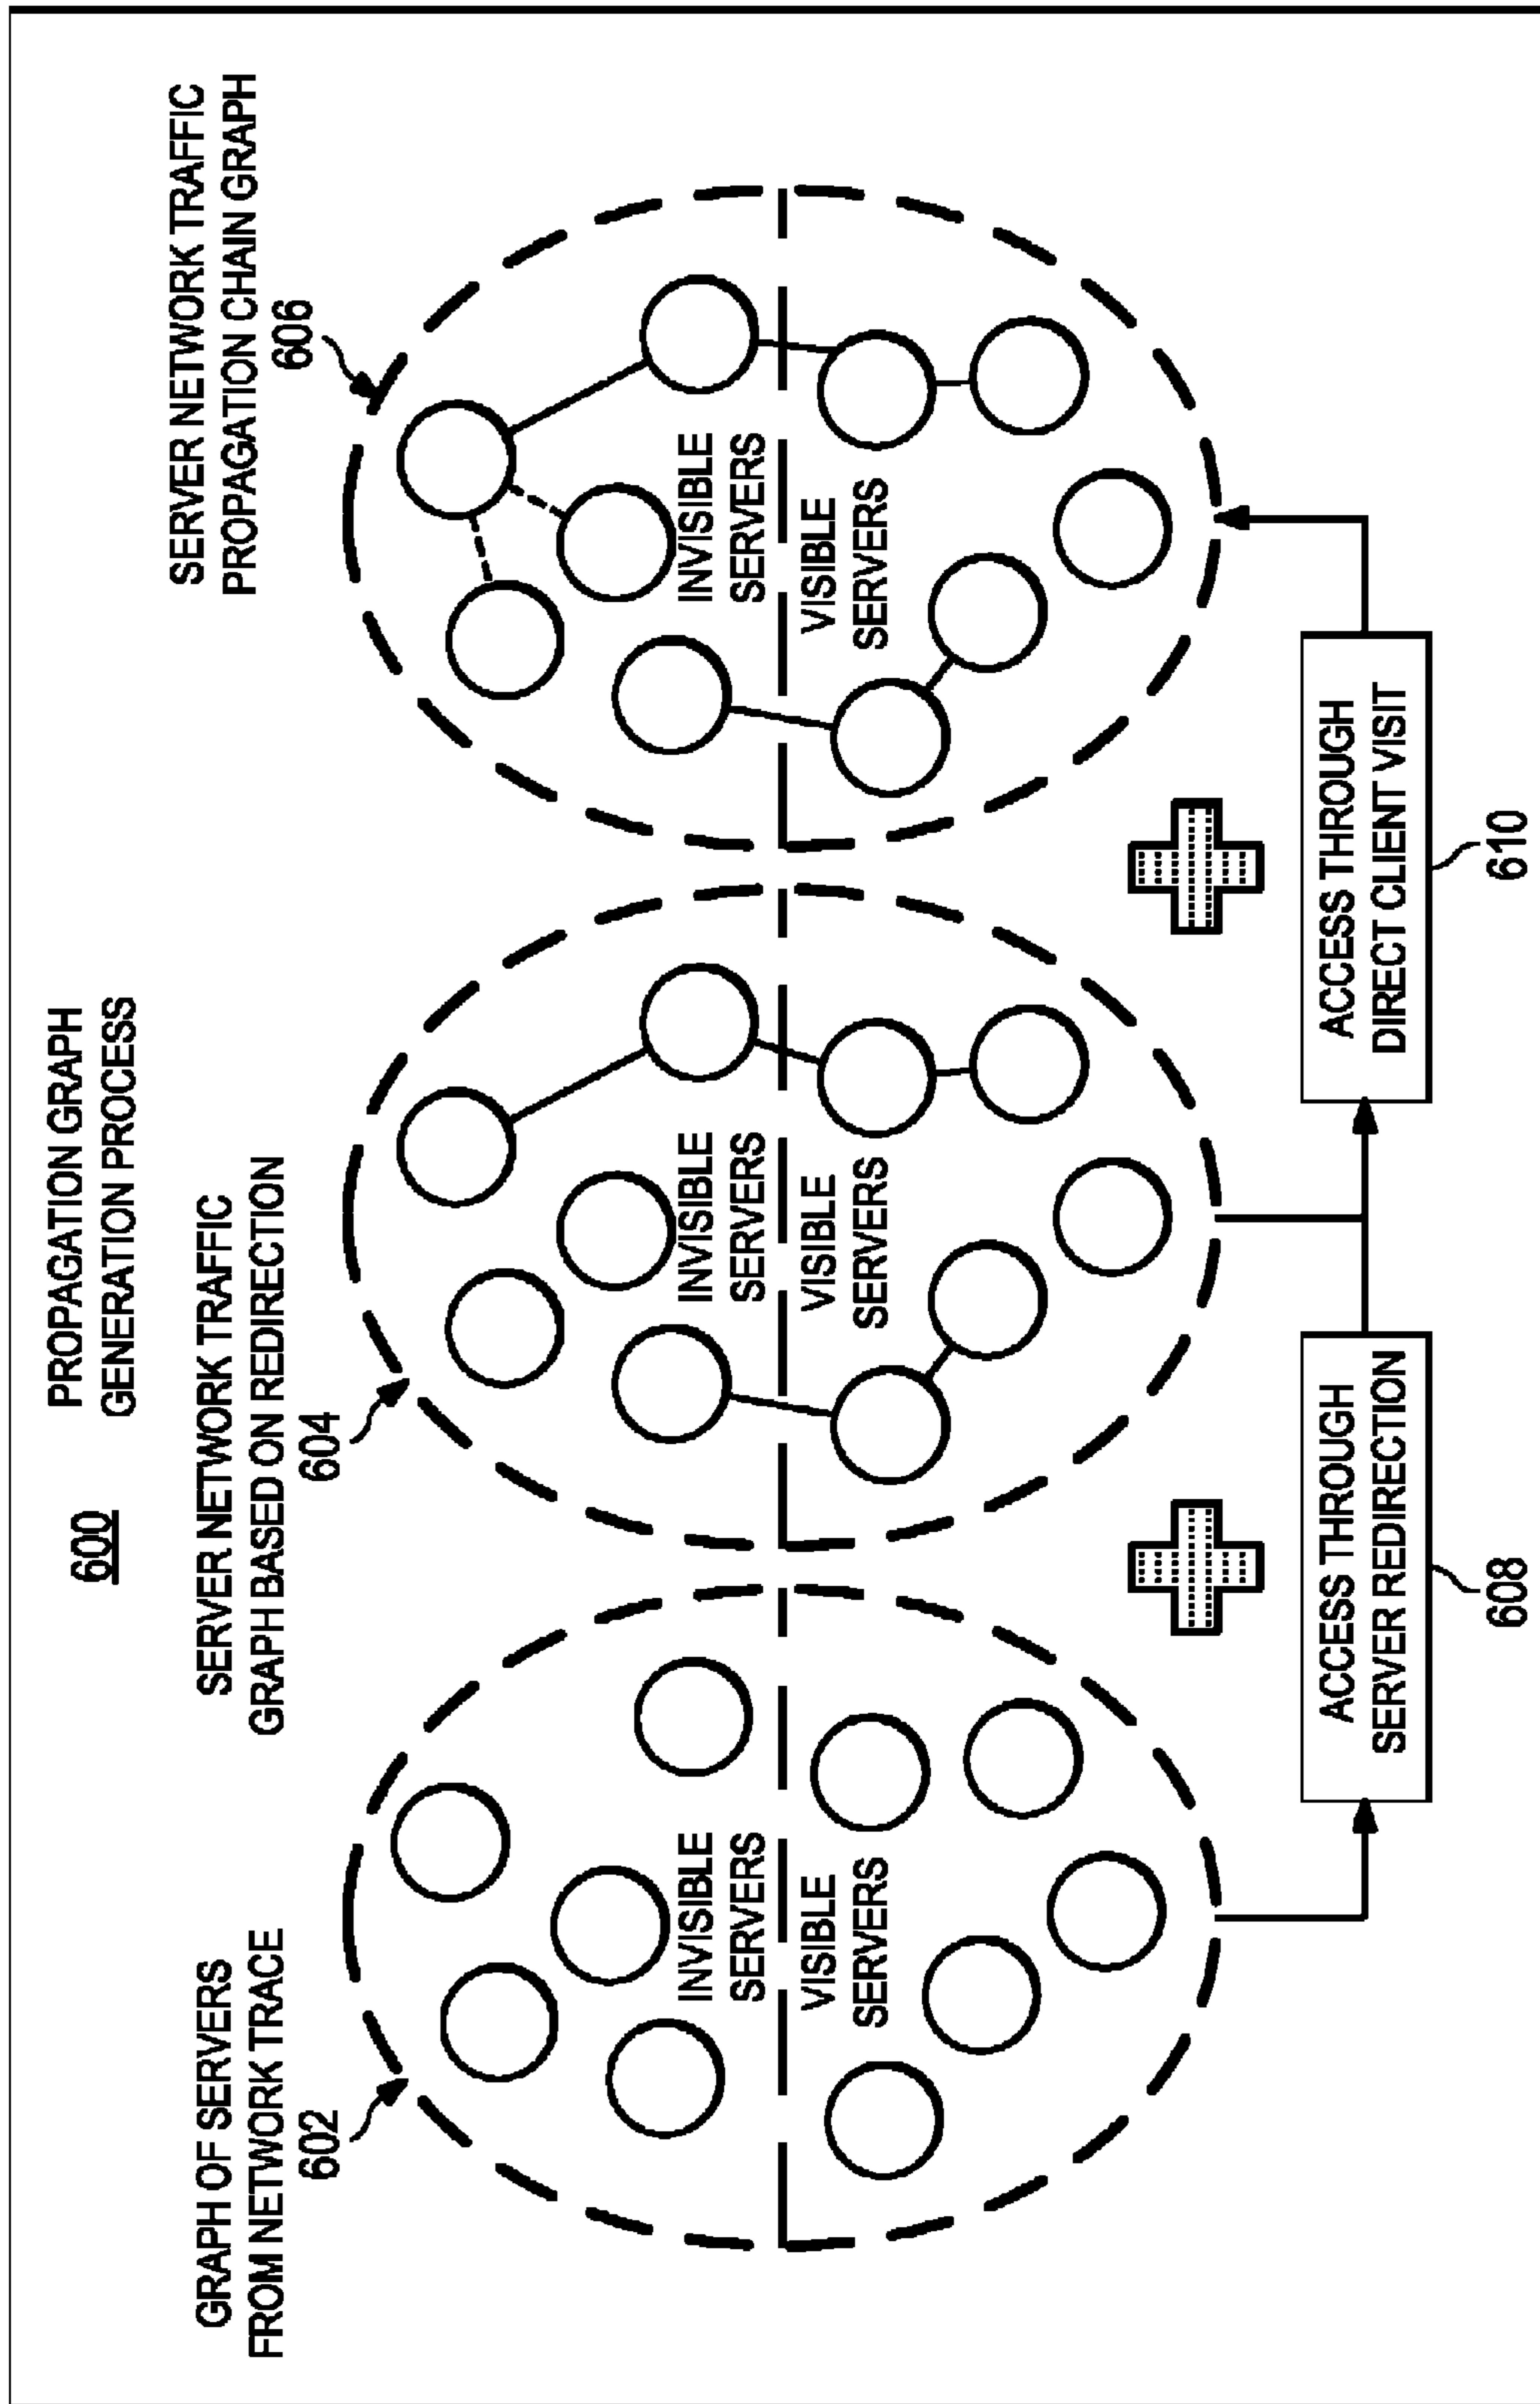 600
PROPAGATION GRAPH
GENERATION PROCESS
GRAPH OF SERVERS
FROM NETWORK TRACE
602
SERVER NETWORK TRAFFIC
GRAPH BASED ON REDIRECTION
604
SERVER NETWORK TRAFFIC
PROPAGATION CHAIN GRAPH
606
INVISIBLE
SERVERS
VISIBLE
SERVERS
INVISIBLE
SERVERS
VISIBLE
SERVERS
INVISIBLE
SERVERS
VISIBLE
SERVERS
ACCESS THROUGH
SERVER REDIRECTION
608
ACCESS THROUGH
DIRECT CLIENT VISIT
610